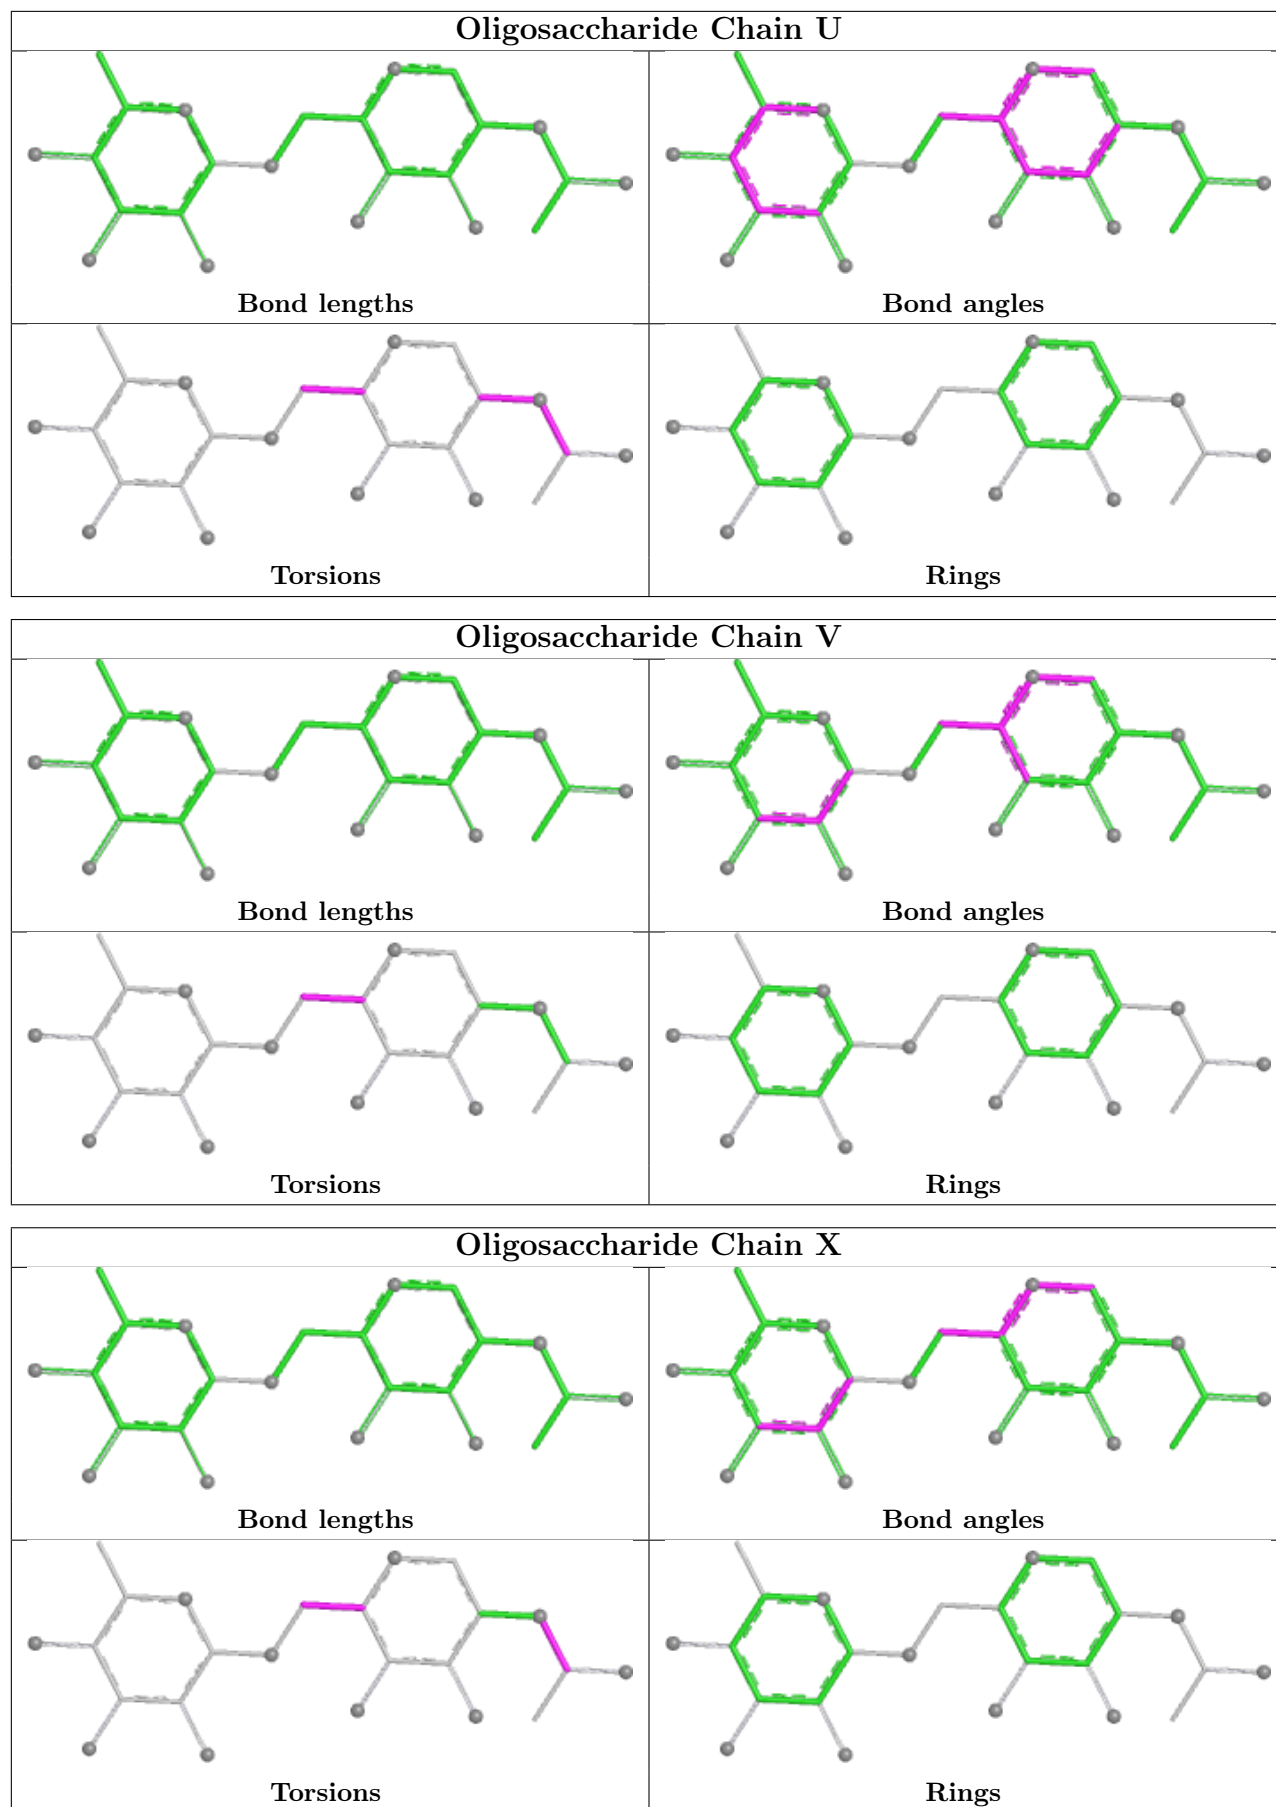 Oligosaccharide Chain U
Bond lengths
Bond angles
Torsions
Rings
Oligosaccharide Chain V
Bond lengths
Bond angles
Torsions
Rings
Oligosaccharide Chain X
Bond lengths
Bond angles
Torsions
Rings